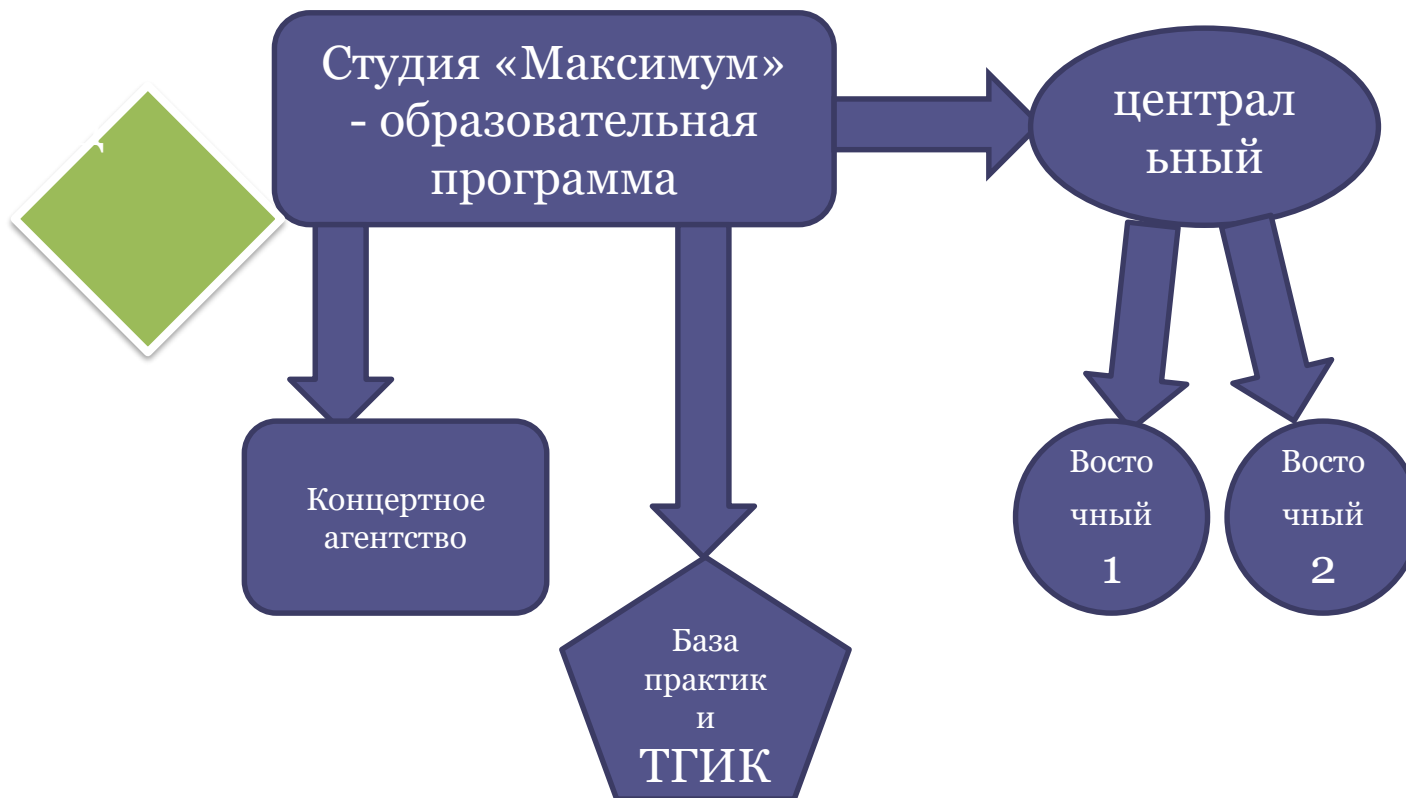 Студия «Максимум»
- образовательная
программа
централ
ьный
Концертное
агентство
База
практик
и
ТГИК
Восто
чный
1
Восто
чный
2